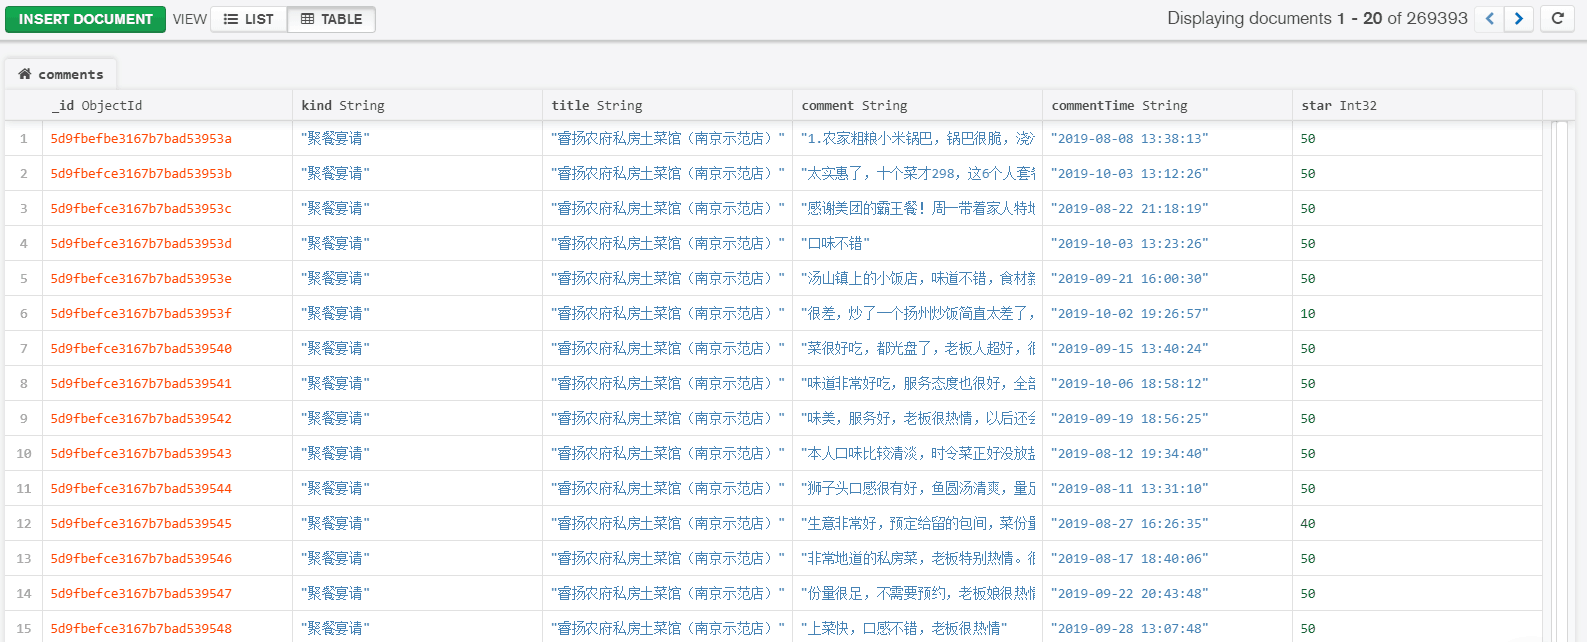 INSERT DOCUMENT VIEW LIST TABLE Displaying documents 1 - 20 of 269393
comments
_id ObjectId kind String title String comment String commentTime String star Int32
1 5d9fbefbe3167b7bad53953a "聚餐宴请" "睿扬农府私房土菜馆（南京示范店）" "1.农家粗粮小米锅巴，锅巴很脆，浇 "2019-08-08 13:38:13" 50
2 5d9fbefce3167b7bad53953b "聚餐宴请" "睿扬农府私房土菜馆（南京示范店）" "太实惠了，十个菜才298，这6个人套餐 "2019-10-03 13:12:26" 50
3 5d9fbefce3167b7bad53953c "聚餐宴请" "睿扬农府私房土菜馆（南京示范店）" "感谢美团的霸王餐！周一带着家人特地 "2019-08-22 21:18:19" 50
4 5d9fbefce3167b7bad53953d "聚餐宴请" "睿扬农府私房土菜馆（南京示范店）" "口味不错" "2019-10-03 13:23:26" 50
5 5d9fbefce3167b7bad53953e "聚餐宴请" "睿扬农府私房土菜馆（南京示范店）" "汤山镇上的小饭店，味道不错，食材新 "2019-09-21 16:00:30" 50
6 5d9fbefce3167b7bad53953f "聚餐宴请" "睿扬农府私房土菜馆（南京示范店）" "很差，炒了一个扬州炒饭简直太差了， "2019-10-02 19:26:57" 10
7 5d9fbefce3167b7bad539540 "聚餐宴请" "睿扬农府私房土菜馆（南京示范店）" "菜很好吃，都光盘了，老板人超好，很 "2019-09-15 13:40:24" 50
8 5d9fbefce3167b7bad539541 "聚餐宴请" "睿扬农府私房土菜馆（南京示范店）" "味道非常好吃，服务态度也很好，全部 "2019-10-06 18:58:12" 50
9 5d9fbefce3167b7bad539542 "聚餐宴请" "睿扬农府私房土菜馆（南京示范店）" "味美，服务好，老板很热情，以后还会 "2019-09-19 18:56:25" 50
10 5d9fbefce3167b7bad539543 "聚餐宴请" "睿扬农府私房土菜馆（南京示范店）" "本人口味比较清淡，时令菜正好没放盐 "2019-08-12 19:34:40" 50
11 5d9fbefce3167b7bad539544 "聚餐宴请" "睿扬农府私房土菜馆（南京示范店）" "狮子头口感很有好，鱼圆汤清爽，量足 "2019-08-11 13:31:10" 50
12 5d9fbefce3167b7bad539545 "聚餐宴请" "睿扬农府私房土菜馆（南京示范店）" "生意非常好，预定给留的包间，菜份量 "2019-08-27 16:26:35" 40
13 5d9fbefce3167b7bad539546 "聚餐宴请" "睿扬农府私房土菜馆（南京示范店）" "非常地道的私房菜，老板特别热情。很 "2019-08-17 18:40:06" 50
14 5d9fbefce3167b7bad539547 "聚餐宴请" "睿扬农府私房土菜馆（南京示范店）" "份量很足，不需要预约，老板娘很热情 "2019-09-22 20:43:48" 50
15 5d9fbefce3167b7bad539548 "聚餐宴请" "睿扬农府私房土菜馆（南京示范店）" "上菜快，口感不错，老板很热情" "2019-09-28 13:07:48" 50